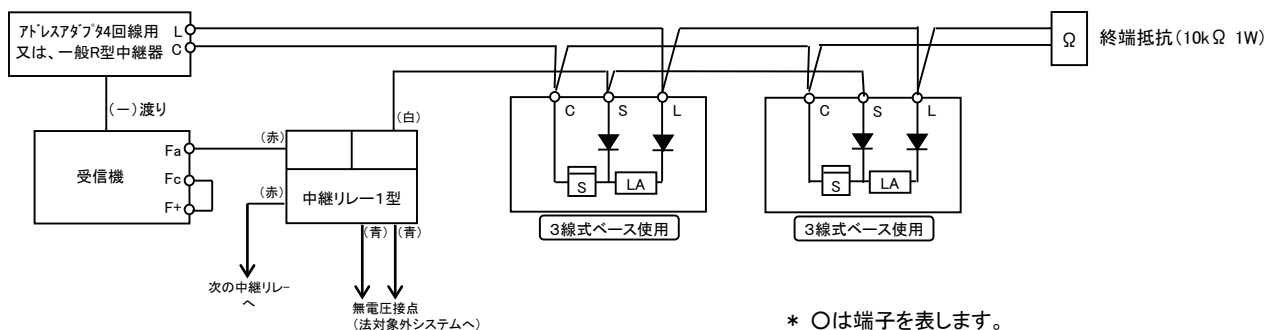 アドレスアダプタ4回線用 L
又は、一般R型中継器 C
Ω
終端抵抗(10kΩ 1W)
(ー)渡り
(白)
C S L
C S L
(赤)
Fa
受信機
Fc
F+
(赤)
中継リレー1型
S LA
S LA
3線式ベース使用
3線式ベース使用
(青) (青)
次の中継リレー
へ
無電圧接点
(法対象外システムへ)
* ○は端子を表します。